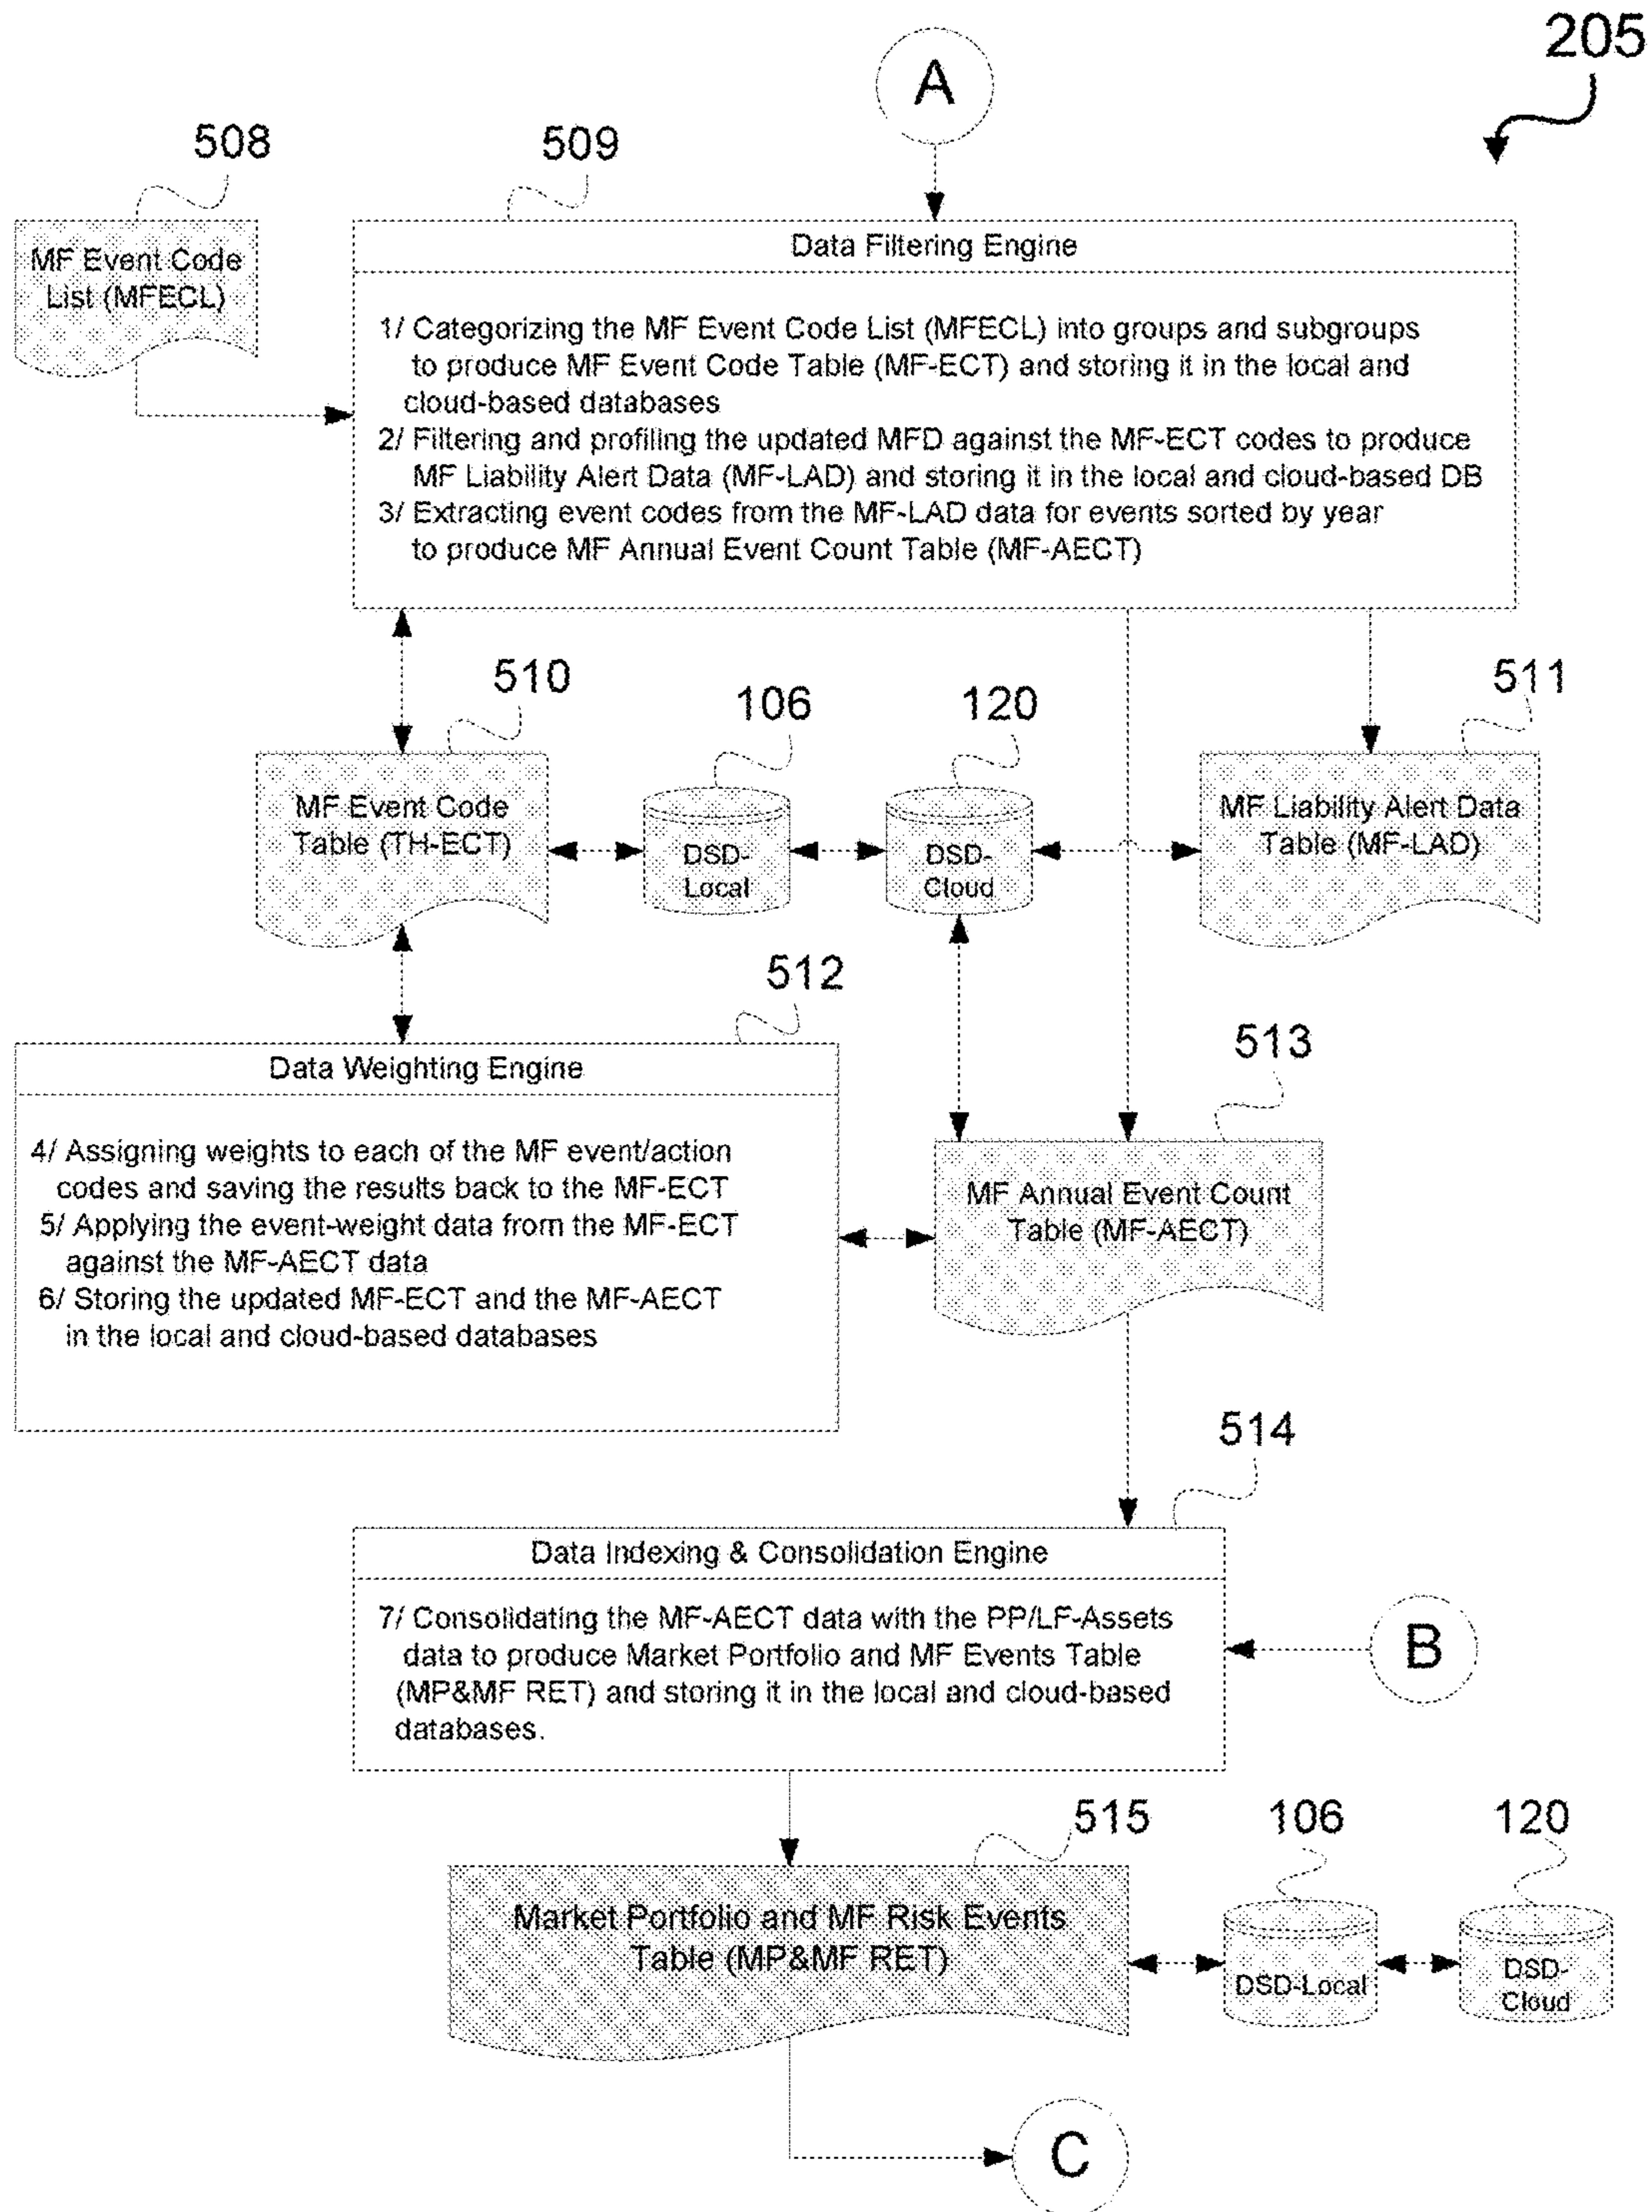 205
A
508
509
MF Event Code
List (MFECL)
Data Filtering Engine
1/ Categorizing the MF Event Code List (MFECL) into groups and subgroups
to produce MF Event Code Table (MF-ECT) and storing it in the local and
cloud-based databases
2/ Filtering and profiling the updated MFD against the MF-ECT codes to produce
MF Liability Alert Data (MF-LAD) and storing it in the local and cloud-based DB
3/ Extracting event codes from the MF-LAD data for events sorted by year
to produce MF Annual Event Count Table (MF-AECT)
510
106
120
511
MF Event Code
Table (TH-ECT)
DSD-
Local
DSD-
Cloud
MF Liability Alert Data
Table (MF-LAD)
512
Data Weighting Engine
4/ Assigning weights to each of the MF event/action
codes and saving the results back to the MF-ECT
5/ Applying the event-weight data from the MF-ECT
against the MF-AECT data
6/ Storing the updated MF-ECT and the MF-AECT
in the local and cloud-based databases
513
MF Annual Event Count
Table (MF-AECT)
514
Data Indexing & Consolidation Engine
7/ Consolidating the MF-AECT data with the PP/LF-Assets
data to produce Market Portfolio and MF Events Table
(MP&MF RET) and storing it in the local and cloud-based
databases.
B
515
106
120
Market Portfolio and MF Risk Events
Table (MP&MF RET)
DSD-Local
DSD-
Cloud
C